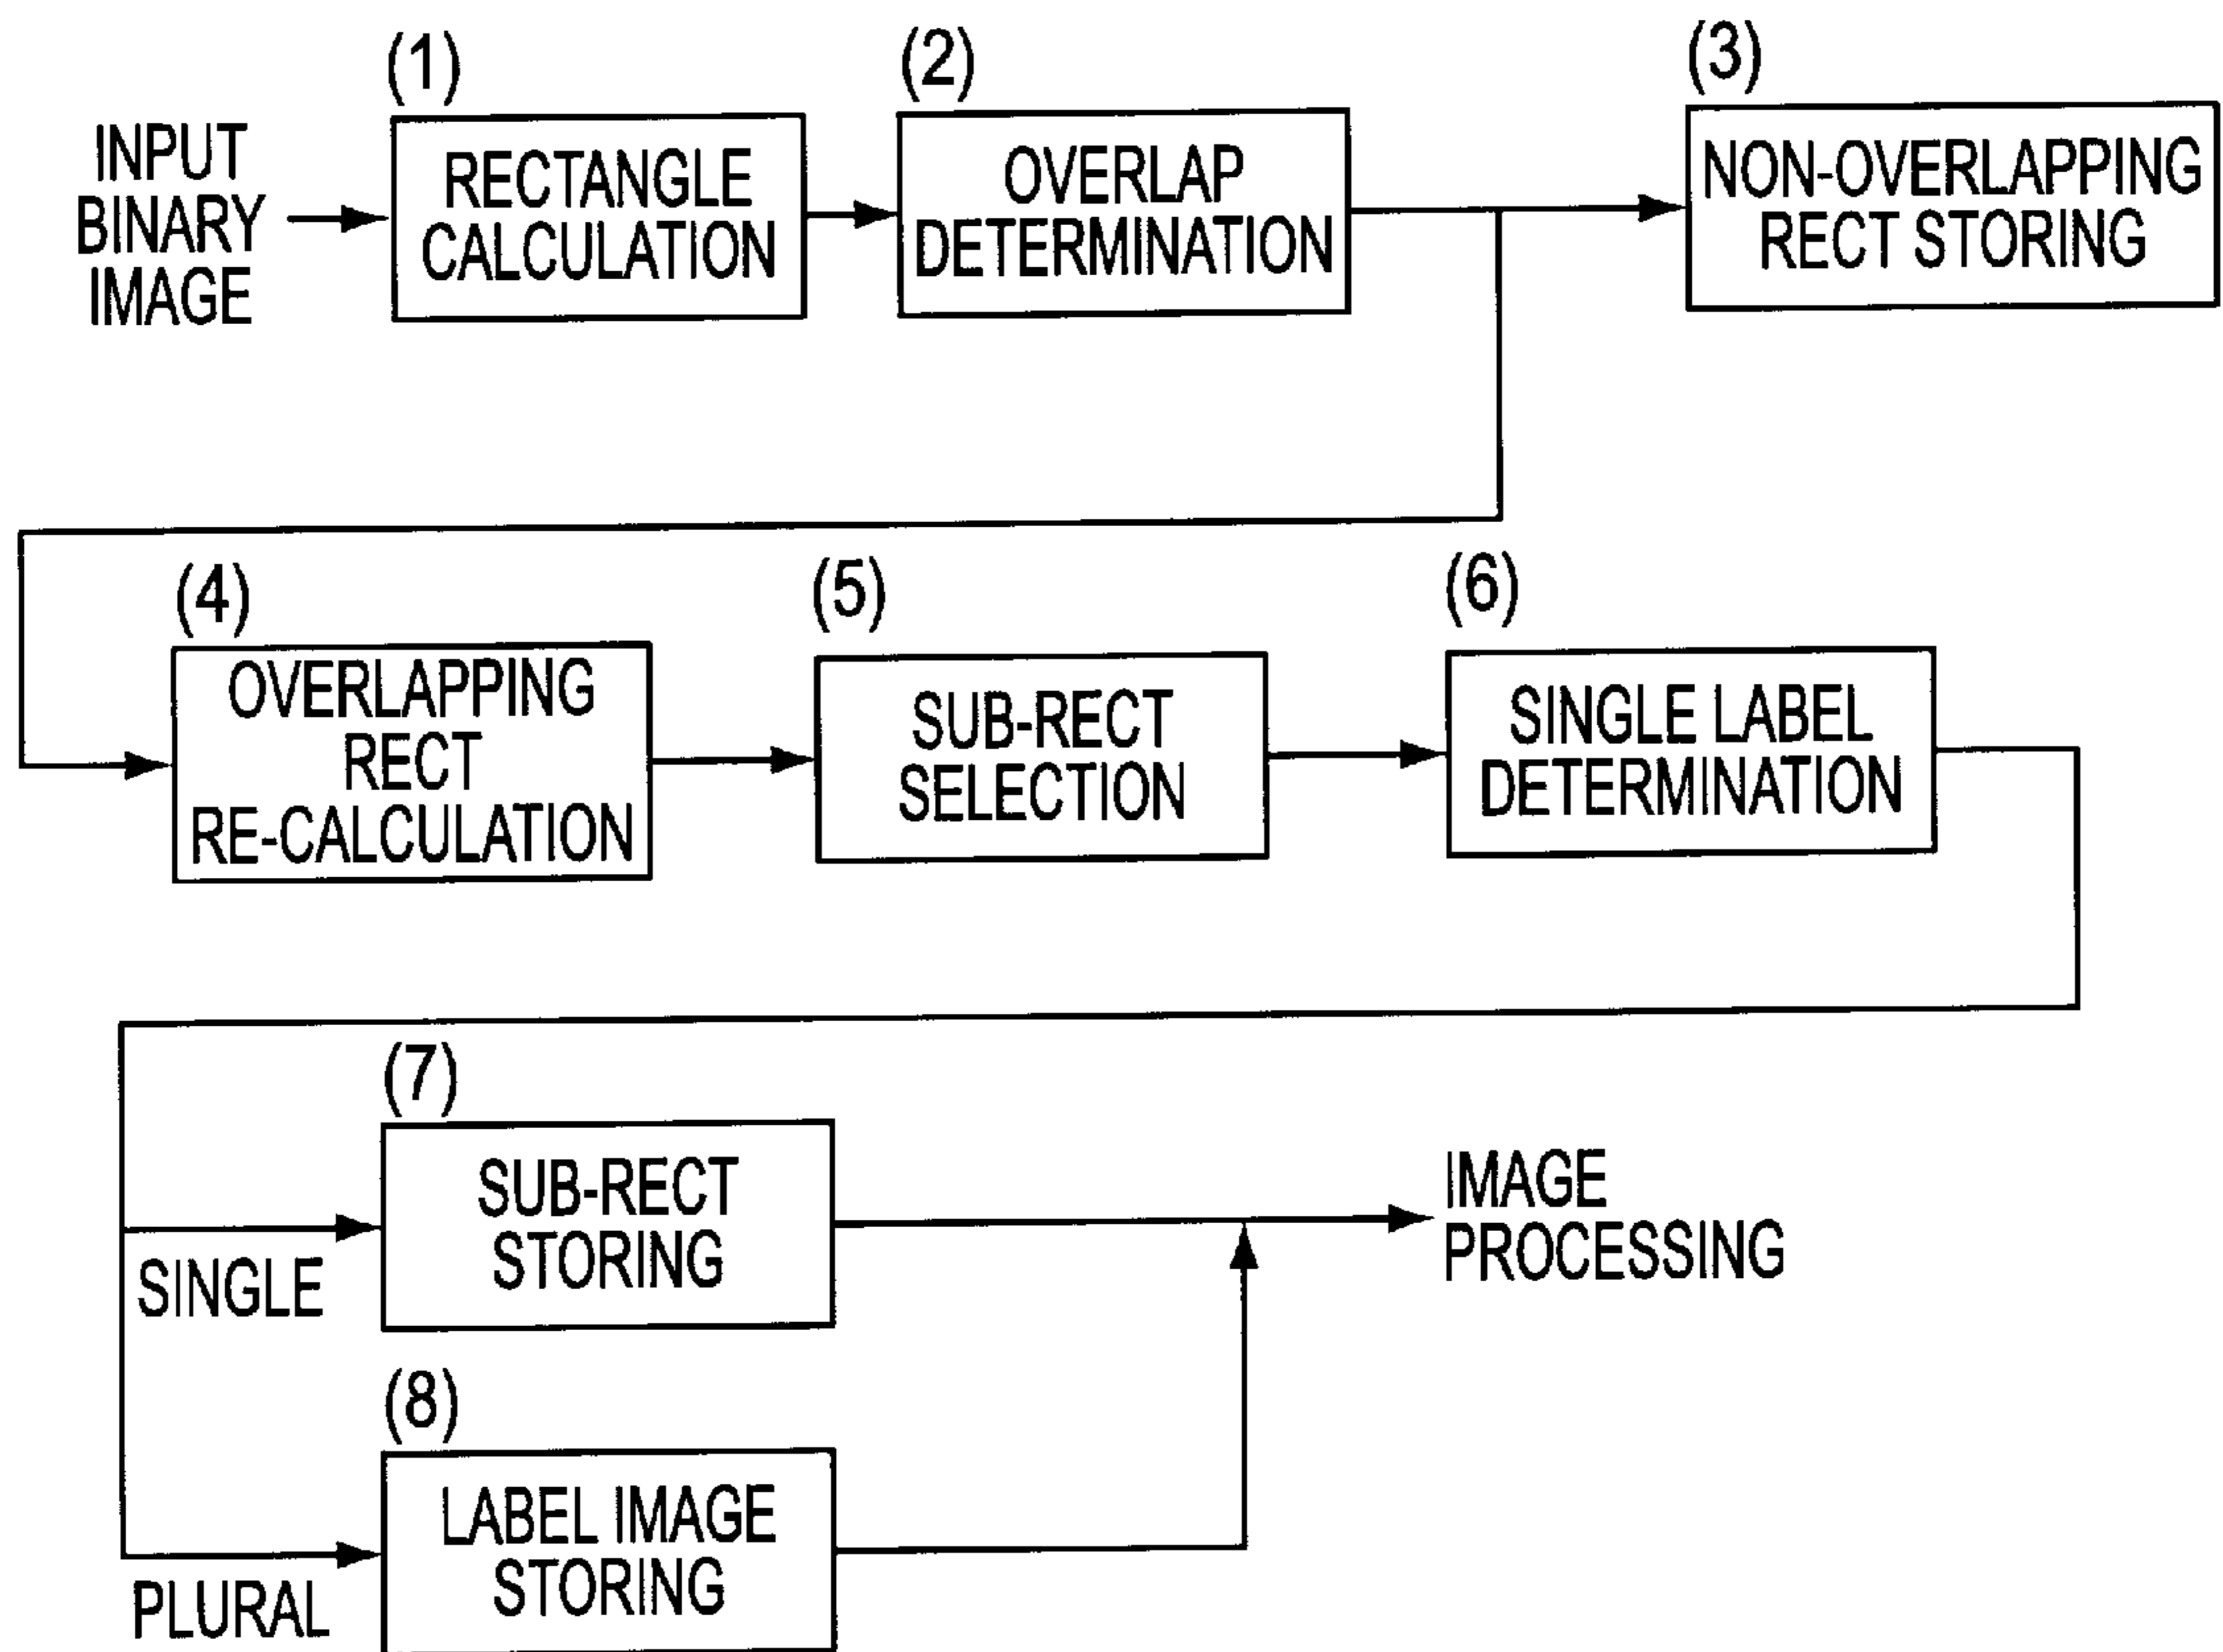 (1)
(2)
(3)
INPUT
BINARY
IMAGE
RECTANGLE
CALCULATION
OVERLAP
DETERMINATION
NON-OVERLAPPING
RECT STORING
(4)
(5)
(6)
OVERLAPPING
RECT
RE-CALCULATION
SUB-RECT
SELECTION
SINGLE LABEL
DETERMINATION
(7)
SINGLE
SUB-RECT
STORING
IMAGE
PROCESSING
(8)
PLURAL
LABEL IMAGE
STORING